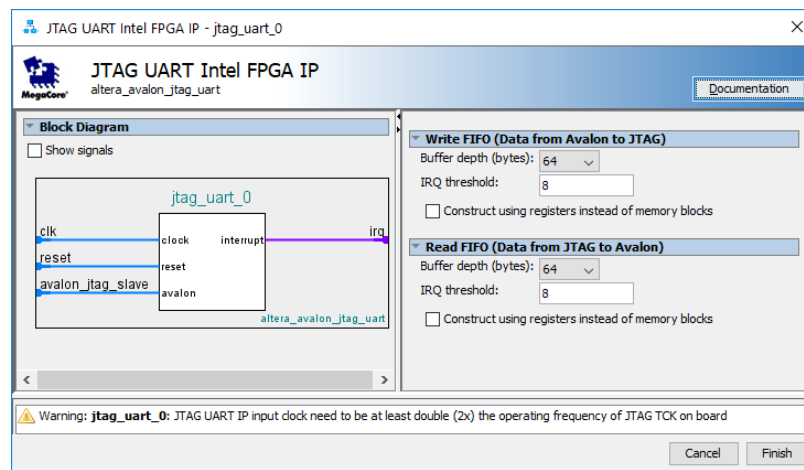 JTAG UART Intel FPGA IP - jtag_uart_0
JTAG UART Intel FPGA IP
altera_avalon_jtag_uart
MegaCore®
Documentation
Block Diagram
Show signals
jtag_uart_0
clk
clock
interrupt
irq
reset
reset
avalon_jtag_slave
avalon
altera_avalon_jtag_uart
Write FIFO (Data from Avalon to JTAG)
Buffer depth (bytes): 64
IRQ threshold: 8
Construct using registers instead of memory blocks
Read FIFO (Data from JTAG to Avalon)
Buffer depth (bytes): 64
IRQ threshold: 8
Construct using registers instead of memory blocks
Warning: jtag_uart_0: JTAG UART IP input clock need to be at least double (2x) the operating frequency of JTAG TCK on board
Cancel
Finish